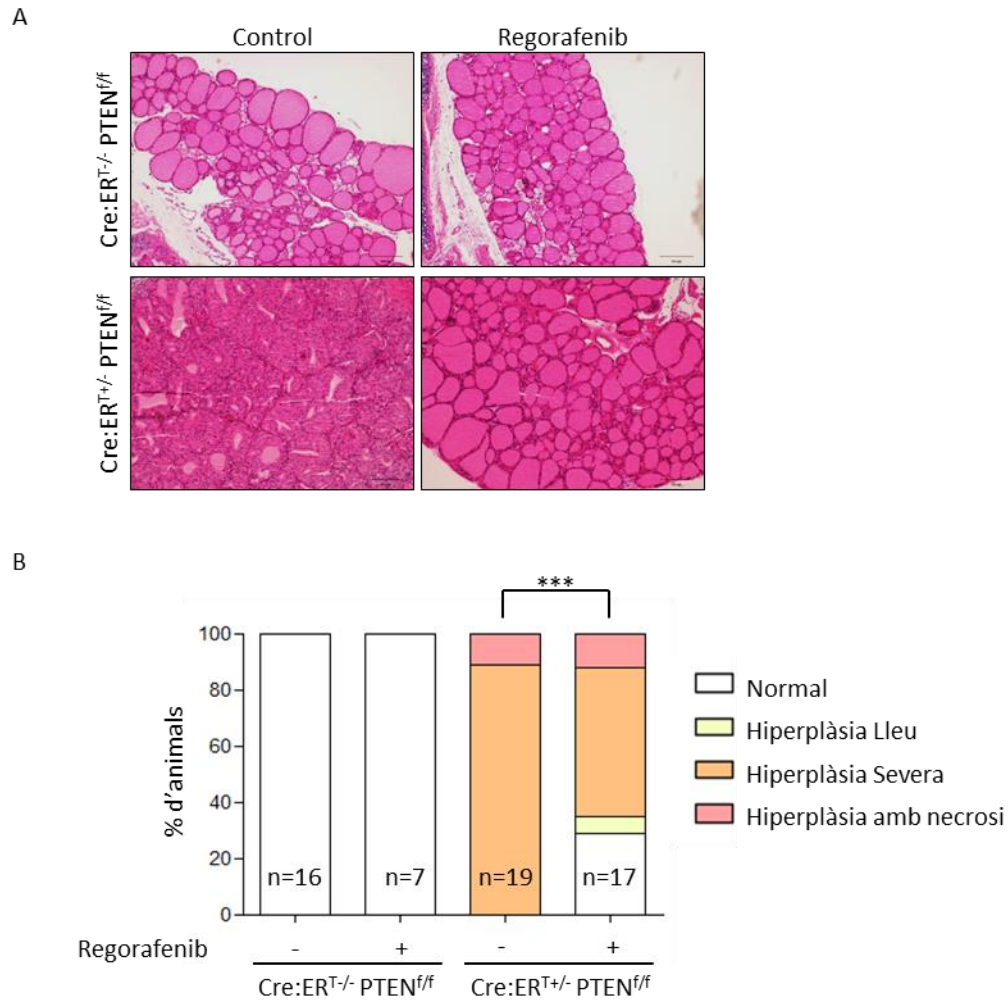 A
Control
Regorafenib
Cre:ERT-/- PTENf/f
Cre:ERT+/- PTENf/f
B
***
% d'animals
100
80
60
40
20
0
n=16
n=7
n=19
n=17
Normal
Hiperplàsia Lleu
Hiperplàsia Severa
Hiperplàsia amb necrosi
Regorafenib - + - +
Cre:ERT-/- PTENf/f Cre:ERT+/- PTENf/f